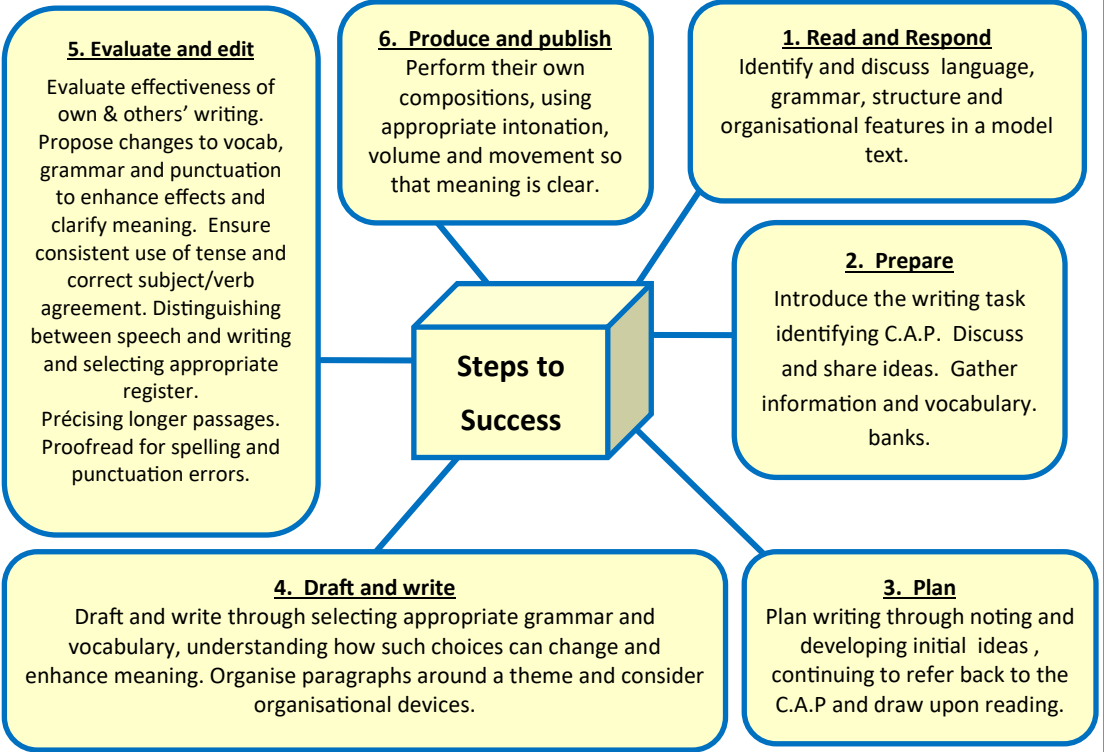 5. Evaluate and edit
Evaluate effectiveness of
own & others’ writing.
Propose changes to vocab,
grammar and punctuation
to enhance effects and
clarify meaning.  Ensure
consistent use of tense and
correct subject/verb
agreement. Distinguishing
between speech and writing
and selecting appropriate
register.
Précising longer passages.
Proofread for spelling and
punctuation errors.
6.  Produce and publish
Perform their own
compositions, using
appropriate intonation,
volume and movement so
that meaning is clear.
1. Read and Respond
Identify and discuss  language,
grammar, structure and
organisational features in a model
text.
2.  Prepare
Introduce the writing task
identifying C.A.P.  Discuss
and share ideas.  Gather
information and vocabulary.
banks.
Steps to
Success
4.  Draft and write
Draft and write through selecting appropriate grammar and
vocabulary, understanding how such choices can change and
enhance meaning. Organise paragraphs around a theme and consider
organisational devices.
3.  Plan
Plan writing through noting and
developing initial  ideas ,
continuing to refer back to the
C.A.P and draw upon reading.